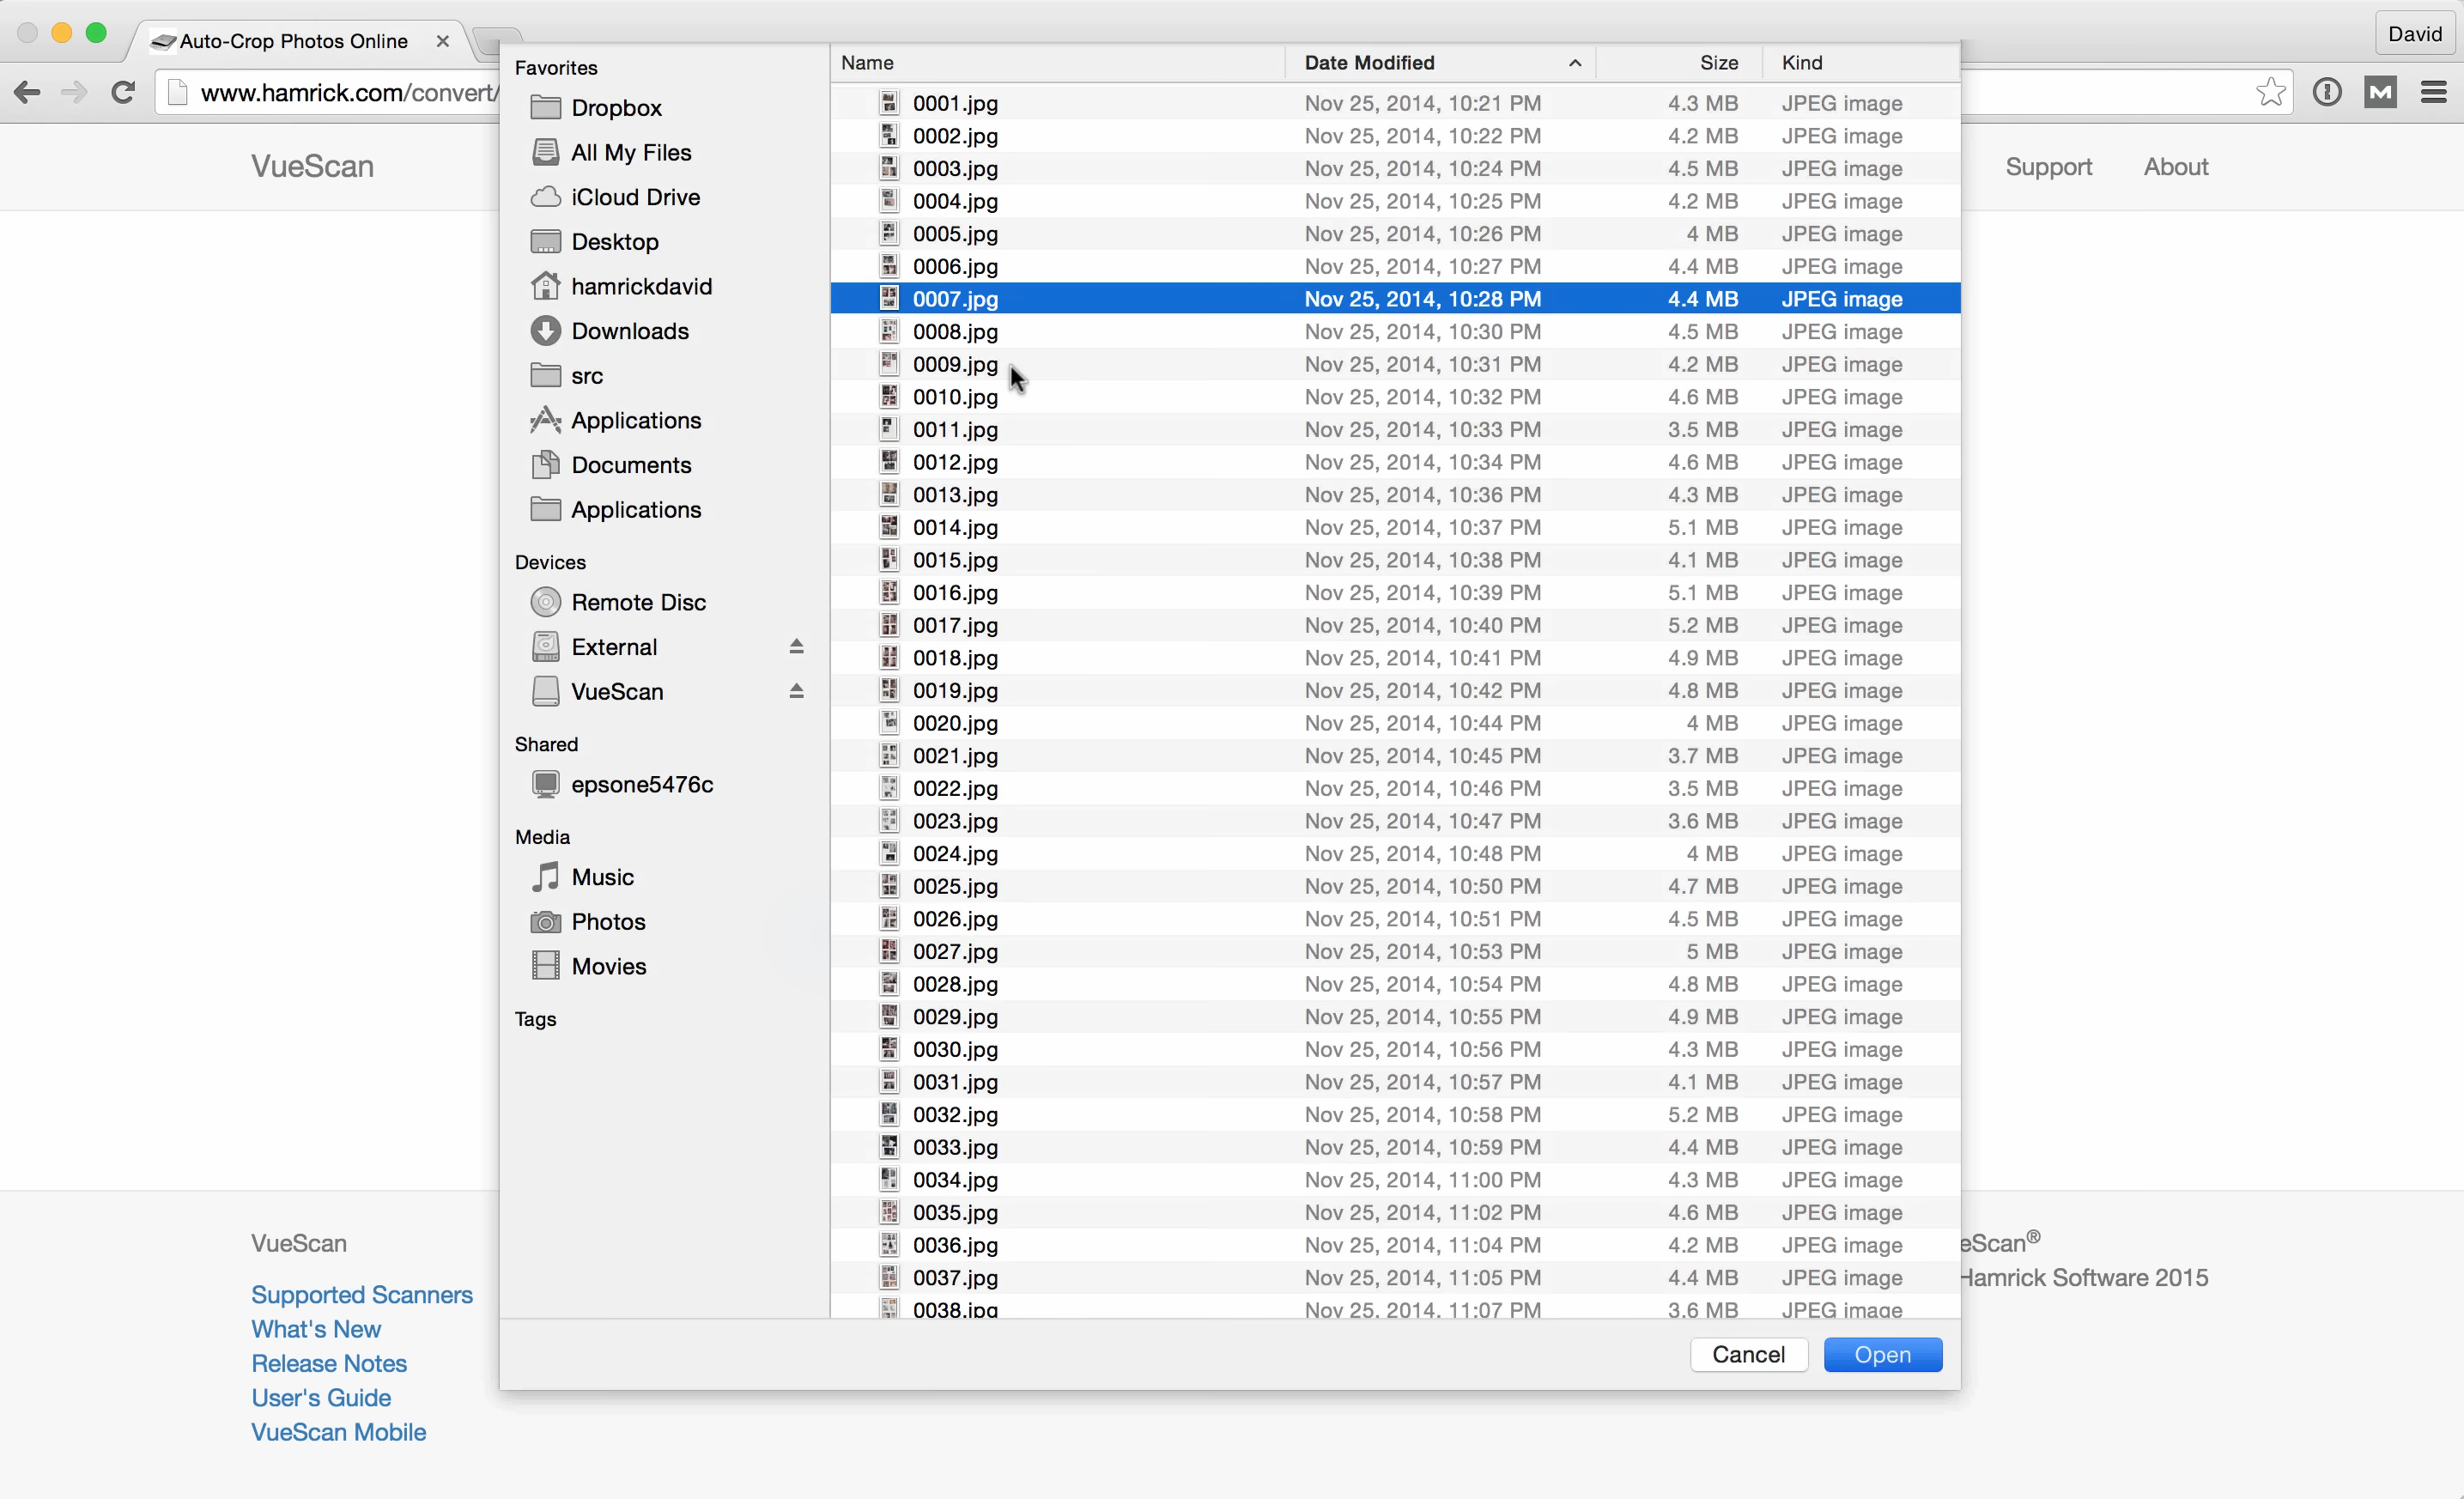 Auto-Crop Photos Online
David
www.hamrick.com/convert/
VueScan
Support
About
Favorites
Dropbox
All My Files
iCloud Drive
Desktop
hamrickdavid
Downloads
src
Applications
Documents
Applications
Devices
Remote Disc
External
VueScan
Shared
epsone5476c
Media
Music
Photos
Movies
Tags
Name Date Modified Size Kind
0001.jpg Nov 25, 2014, 10:21 PM 4.3 MB JPEG image
0002.jpg Nov 25, 2014, 10:22 PM 4.2 MB JPEG image
0003.jpg Nov 25, 2014, 10:24 PM 4.5 MB JPEG image
0004.jpg Nov 25, 2014, 10:25 PM 4.2 MB JPEG image
0005.jpg Nov 25, 2014, 10:26 PM 4 MB JPEG image
0006.jpg Nov 25, 2014, 10:27 PM 4.4 MB JPEG image
0007.jpg Nov 25, 2014, 10:28 PM 4.4 MB JPEG image
0008.jpg Nov 25, 2014, 10:30 PM 4.5 MB JPEG image
0009.jpg Nov 25, 2014, 10:31 PM 4.2 MB JPEG image
0010.jpg Nov 25, 2014, 10:32 PM 4.6 MB JPEG image
0011.jpg Nov 25, 2014, 10:33 PM 3.5 MB JPEG image
0012.jpg Nov 25, 2014, 10:34 PM 4.6 MB JPEG image
0013.jpg Nov 25, 2014, 10:36 PM 4.3 MB JPEG image
0014.jpg Nov 25, 2014, 10:37 PM 5.1 MB JPEG image
0015.jpg Nov 25, 2014, 10:38 PM 4.1 MB JPEG image
0016.jpg Nov 25, 2014, 10:39 PM 5.1 MB JPEG image
0017.jpg Nov 25, 2014, 10:40 PM 5.2 MB JPEG image
0018.jpg Nov 25, 2014, 10:41 PM 4.9 MB JPEG image
0019.jpg Nov 25, 2014, 10:42 PM 4.8 MB JPEG image
0020.jpg Nov 25, 2014, 10:44 PM 4 MB JPEG image
0021.jpg Nov 25, 2014, 10:45 PM 3.7 MB JPEG image
0022.jpg Nov 25, 2014, 10:46 PM 3.5 MB JPEG image
0023.jpg Nov 25, 2014, 10:47 PM 3.6 MB JPEG image
0024.jpg Nov 25, 2014, 10:48 PM 4 MB JPEG image
0025.jpg Nov 25, 2014, 10:50 PM 4.7 MB JPEG image
0026.jpg Nov 25, 2014, 10:51 PM 4.5 MB JPEG image
0027.jpg Nov 25, 2014, 10:53 PM 5 MB JPEG image
0028.jpg Nov 25, 2014, 10:54 PM 4.8 MB JPEG image
0029.jpg Nov 25, 2014, 10:55 PM 4.9 MB JPEG image
0030.jpg Nov 25, 2014, 10:56 PM 4.3 MB JPEG image
0031.jpg Nov 25, 2014, 10:57 PM 4.1 MB JPEG image
0032.jpg Nov 25, 2014, 10:58 PM 5.2 MB JPEG image
0033.jpg Nov 25, 2014, 10:59 PM 4.4 MB JPEG image
0034.jpg Nov 25, 2014, 11:00 PM 4.3 MB JPEG image
0035.jpg Nov 25, 2014, 11:02 PM 4.6 MB JPEG image
0036.jpg Nov 25, 2014, 11:04 PM 4.2 MB JPEG image
0037.jpg Nov 25, 2014, 11:05 PM 4.4 MB JPEG image
0038.jpg Nov 25, 2014, 11:07 PM 3.6 MB JPEG image
Cancel Open
VueScan
Supported Scanners
What's New
Release Notes
User's Guide
VueScan Mobile
eScan®
Hamrick Software 2015